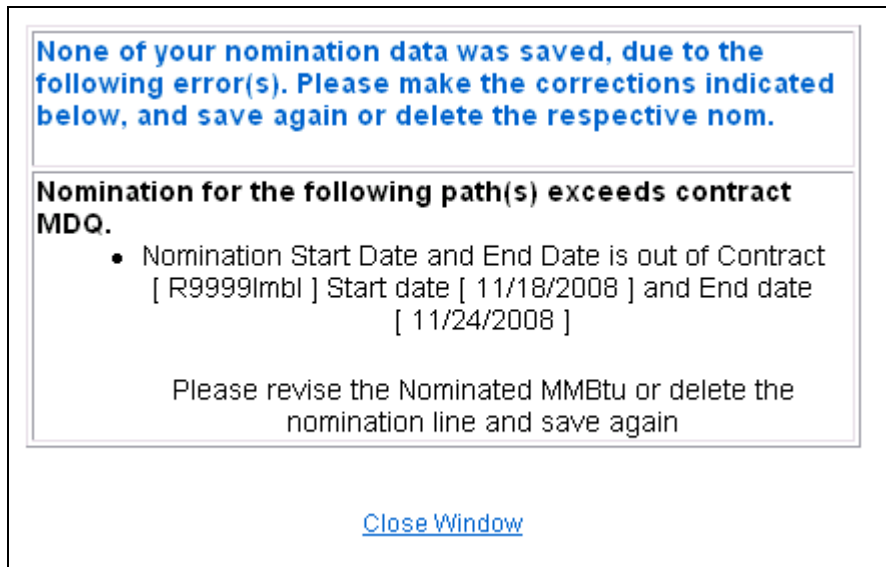 None of your nomination data was saved, due to the
following error(s). Please make the corrections indicated
below, and save again or delete the respective nom.
Nomination for the following path(s) exceeds contract
MDQ.
• Nomination Start Date and End Date is out of Contract
[ R9999Imbl ] Start date [ 11/18/2008 ] and End date
[ 11/24/2008 ]
Please revise the Nominated MMBtu or delete the
nomination line and save again
Close Window